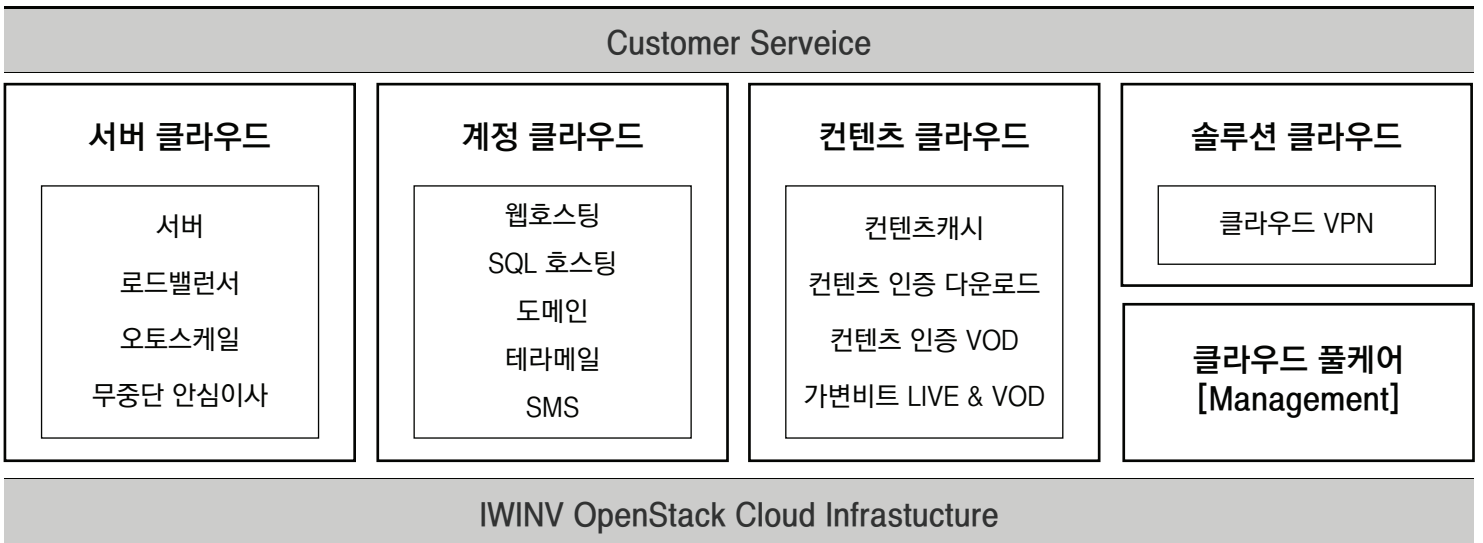 Customer Serveice
서버 클라우드
서버
로드밸런서
오토스케일
무중단 안심이사
계정 클라우드
웹호스팅
SQL 호스팅
도메인
테라메일
SMS
컨텐츠 클라우드
컨텐츠캐시
컨텐츠 인증 다운로드
컨텐츠 인증 VOD
가변비트 LIVE & VOD
솔루션 클라우드
클라우드 VPN
클라우드 풀케어
[Management]
IWINV OpenStack Cloud Infrastucture